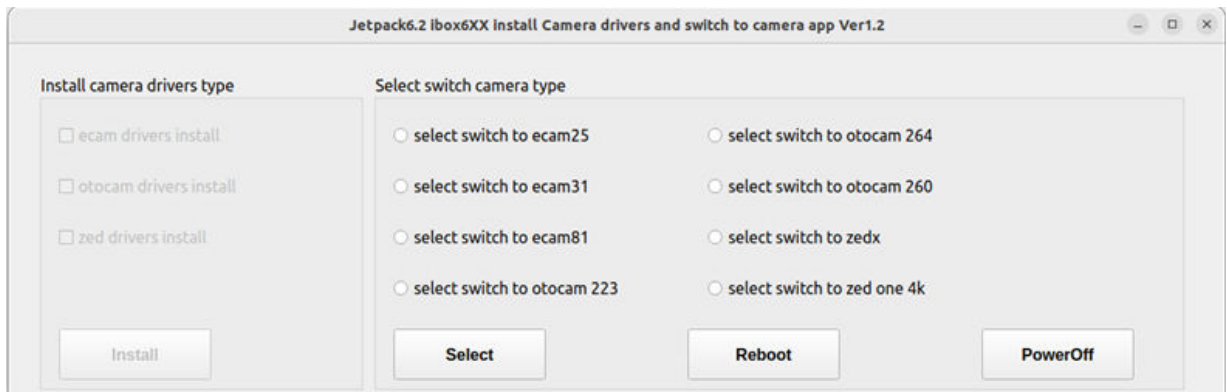 Jetpack6.2 ibox6XX install Camera drivers and switch to camera app Ver1.2
Install camera drivers type
ecam drivers install
otocam drivers install
zed drivers install
Install
Select switch camera type
select switch to ecam25
select switch to ecam31
select switch to ecam81
select switch to otocam 223
select switch to otocam 264
select switch to otocam 260
select switch to zedx
select switch to zed one 4k
Select
Reboot
PowerOff